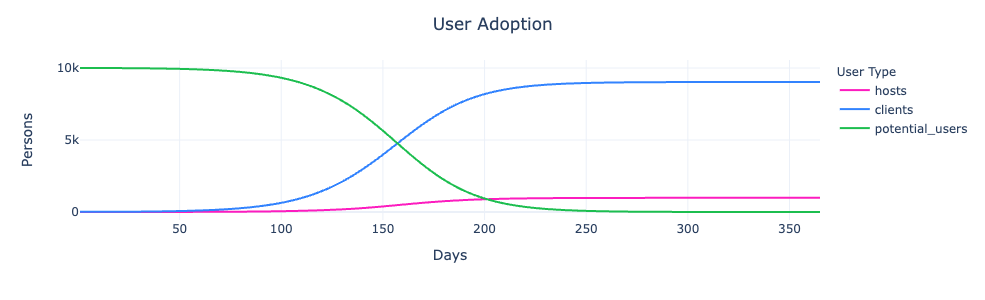 User Adoption
Persons
10k
5k
0
50 100 150 200 250 300 350
Days
User Type
hosts
clients
potential_users